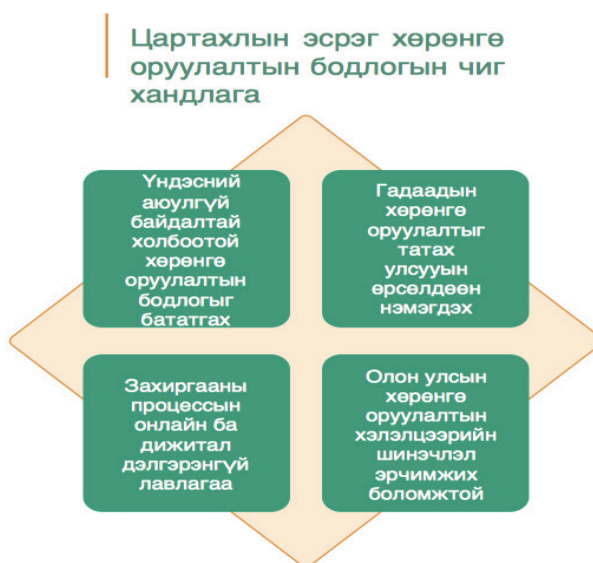 Цартахлын эсрэг хөрөнгө
оруулалтын бодлогын чиг
хандлага
Үндэсний
аюулгүй
байдалтай
холбоотой
хөрөнгө
оруулалтын
бодлогыг
бататгах
Гадаадын
хөрөнгө
оруулалтыг
татах
улсууын
өрсөлдөөн
нэмэгдэх
Захиргааны
процессын
онлайн ба
дижитал
дэлгэрэнгүй
лавлагаа
Олон улсын
хөрөнгө
оруулалтын
хэлэлцээрийн
шинэчлэл
эрчимжих
боломжтой